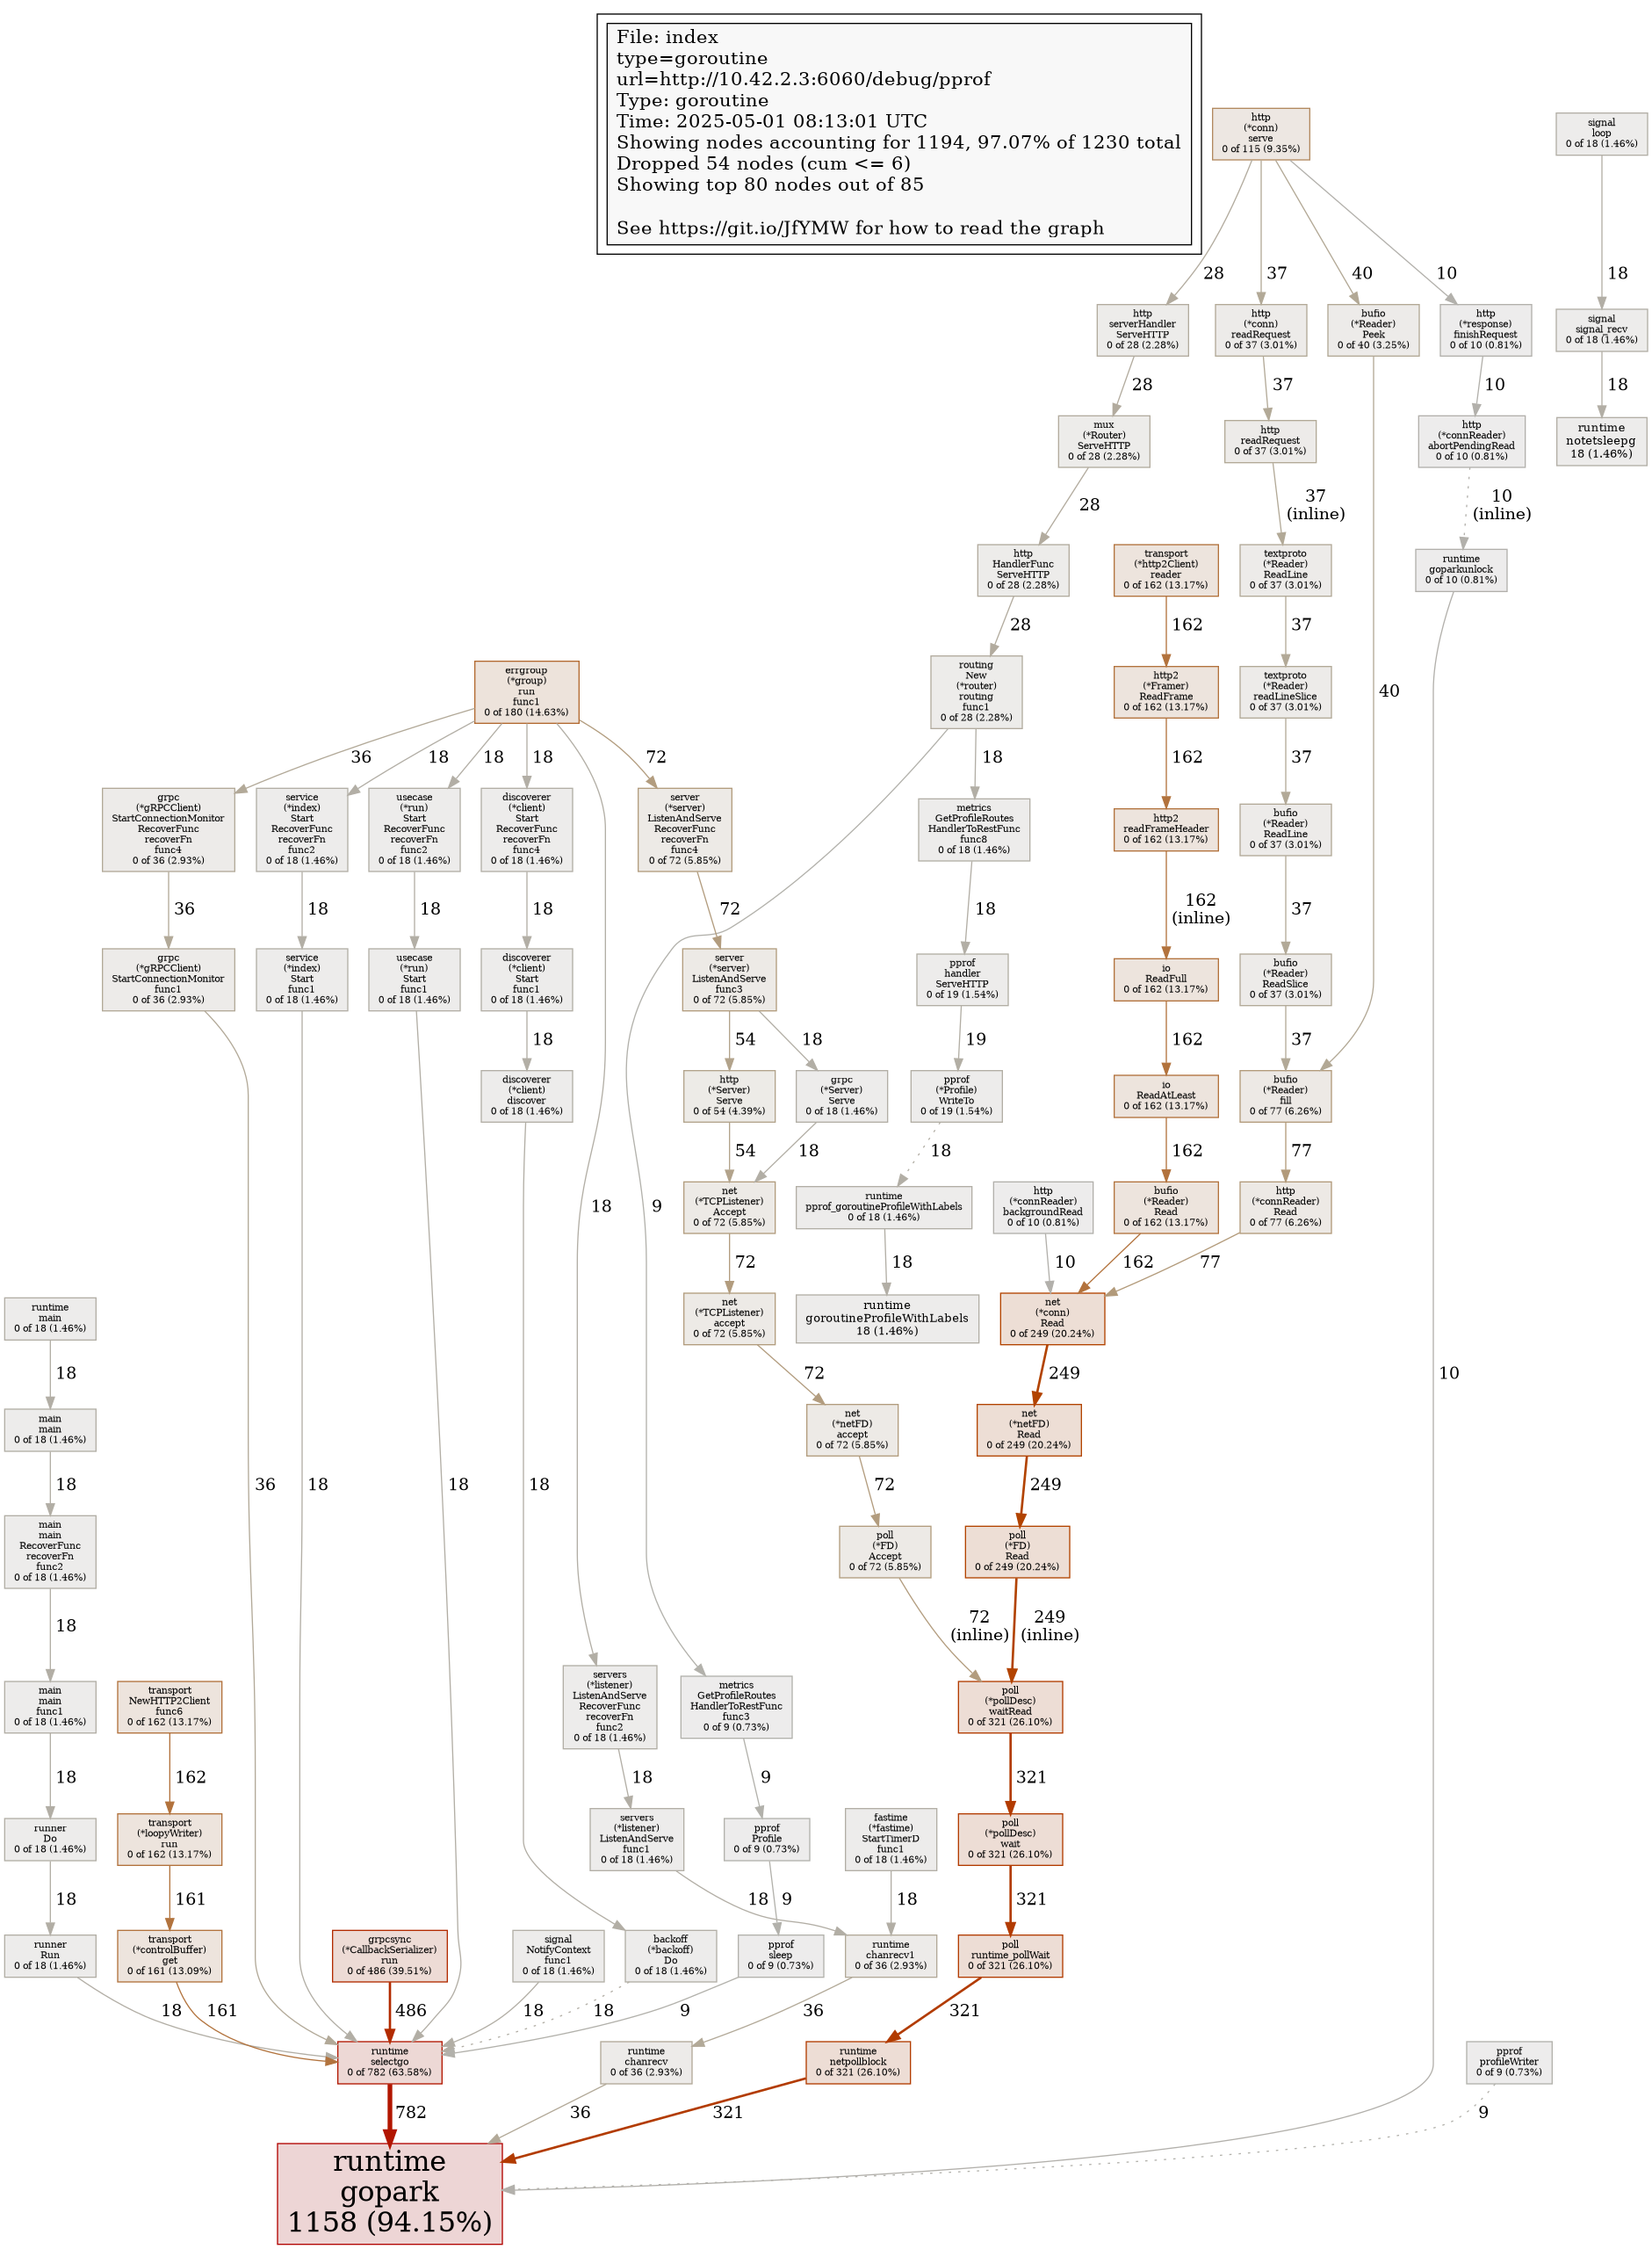 File: index
type=goroutine
url=http://10.42.2.3:6060/debug/pprof
Type: goroutine
Time: 2025-05-01 08:13:01 UTC
Showing nodes accounting for 1194, 97.07% of 1230 total
Dropped 54 nodes (cum <= 6)
Showing top 80 nodes out of 85
See https://git.io/JfYMW for how to read the graph
http
(*conn)
serve
0 of 115 (9.35%)
signal
loop
0 of 18 (1.46%)
28
37
40
10
18
http
serverHandler
ServeHTTP
0 of 28 (2.28%)
http
(*conn)
readRequest
0 of 37 (3.01%)
bufio
(*Reader)
Peek
0 of 40 (3.25%)
http
(*response)
finishRequest
0 of 10 (0.81%)
signal
signal_recv
0 of 18 (1.46%)
28
37
10
18
mux
(*Router)
ServeHTTP
0 of 28 (2.28%)
http
readRequest
0 of 37 (3.01%)
http
(*connReader)
abortPendingRead
0 of 10 (0.81%)
runtime
notetsleepg
18 (1.46%)
28
37
(inline)
10
(inline)
http
HandlerFunc
ServeHTTP
0 of 28 (2.28%)
transport
(*http2Client)
reader
0 of 162 (13.17%)
textproto
(*Reader)
ReadLine
0 of 37 (3.01%)
runtime
goparkunlock
0 of 10 (0.81%)
28
162
37
errgroup
(*group)
run
func1
0 of 180 (14.63%)
routing
New
(*router)
routing
func1
0 of 28 (2.28%)
http2
(*Framer)
ReadFrame
0 of 162 (13.17%)
textproto
(*Reader)
readLineSlice
0 of 37 (3.01%)
40
36
18
18
18
72
18
162
37
grpc
(*gRPCClient)
StartConnectionMonitor
RecoverFunc
recoverFn
func4
0 of 36 (2.93%)
service
(*index)
Start
RecoverFunc
recoverFn
func2
0 of 18 (1.46%)
usecase
(*run)
Start
RecoverFunc
recoverFn
func2
0 of 18 (1.46%)
discoverer
(*client)
Start
RecoverFunc
recoverFn
func4
0 of 18 (1.46%)
server
(*server)
ListenAndServe
RecoverFunc
recoverFn
func4
0 of 72 (5.85%)
metrics
GetProfileRoutes
HandlerToRestFunc
func8
0 of 18 (1.46%)
http2
readFrameHeader
0 of 162 (13.17%)
bufio
(*Reader)
ReadLine
0 of 37 (3.01%)
36
18
18
18
72
18
162
(inline)
37
grpc
(*gRPCClient)
StartConnectionMonitor
func1
0 of 36 (2.93%)
service
(*index)
Start
func1
0 of 18 (1.46%)
usecase
(*run)
Start
func1
0 of 18 (1.46%)
discoverer
(*client)
Start
func1
0 of 18 (1.46%)
server
(*server)
ListenAndServe
func3
0 of 72 (5.85%)
pprof
handler
ServeHTTP
0 of 19 (1.54%)
io
ReadFull
0 of 162 (13.17%)
bufio
(*Reader)
ReadSlice
0 of 37 (3.01%)
18
54
18
19
162
37
discoverer
(*client)
discover
0 of 18 (1.46%)
http
(*Server)
Serve
0 of 54 (4.39%)
grpc
(*Server)
Serve
0 of 18 (1.46%)
pprof
(*Profile)
WriteTo
0 of 19 (1.54%)
io
ReadAtLeast
0 of 162 (13.17%)
bufio
(*Reader)
fill
0 of 77 (6.26%)
54
18
18
162
77
18
9
net
(*TCPListener)
Accept
0 of 72 (5.85%)
runtime
pprof_goroutineProfileWithLabels
0 of 18 (1.46%)
http
(*connReader)
backgroundRead
0 of 10 (0.81%)
bufio
(*Reader)
Read
0 of 162 (13.17%)
http
(*connReader)
Read
0 of 77 (6.26%)
72
18
10
162
77
runtime
main
0 of 18 (1.46%)
net
(*TCPListener)
accept
0 of 72 (5.85%)
runtime
goroutineProfileWithLabels
18 (1.46%)
net
(*conn)
Read
0 of 249 (20.24%)
18
72
249
10
main
main
0 of 18 (1.46%)
net
(*netFD)
accept
0 of 72 (5.85%)
net
(*netFD)
Read
0 of 249 (20.24%)
18
36
18
18
18
72
249
main
main
RecoverFunc
recoverFn
func2
0 of 18 (1.46%)
poll
(*FD)
Accept
0 of 72 (5.85%)
poll
(*FD)
Read
0 of 249 (20.24%)
18
72
(inline)
249
(inline)
main
main
func1
0 of 18 (1.46%)
transport
NewHTTP2Client
func6
0 of 162 (13.17%)
servers
(*listener)
ListenAndServe
RecoverFunc
recoverFn
func2
0 of 18 (1.46%)
metrics
GetProfileRoutes
HandlerToRestFunc
func3
0 of 9 (0.73%)
poll
(*pollDesc)
waitRead
0 of 321 (26.10%)
18
162
18
9
321
runner
Do
0 of 18 (1.46%)
transport
(*loopyWriter)
run
0 of 162 (13.17%)
servers
(*listener)
ListenAndServe
func1
0 of 18 (1.46%)
pprof
Profile
0 of 9 (0.73%)
fastime
(*fastime)
StartTimerD
func1
0 of 18 (1.46%)
poll
(*pollDesc)
wait
0 of 321 (26.10%)
18
161
18
9
18
321
runner
Run
0 of 18 (1.46%)
transport
(*controlBuffer)
get
0 of 161 (13.09%)
grpcsync
(*CallbackSerializer)
run
0 of 486 (39.51%)
signal
NotifyContext
func1
0 of 18 (1.46%)
backoff
(*backoff)
Do
0 of 18 (1.46%)
pprof
sleep
0 of 9 (0.73%)
runtime
chanrecv1
0 of 36 (2.93%)
poll
runtime_pollWait
0 of 321 (26.10%)
18
161
486
18
18
9
36
321
runtime
selectgo
0 of 782 (63.58%)
runtime
chanrecv
0 of 36 (2.93%)
runtime
netpollblock
0 of 321 (26.10%)
pprof
profileWriter
0 of 9 (0.73%)
782
36
321
9
runtime
gopark
1158 (94.15%)